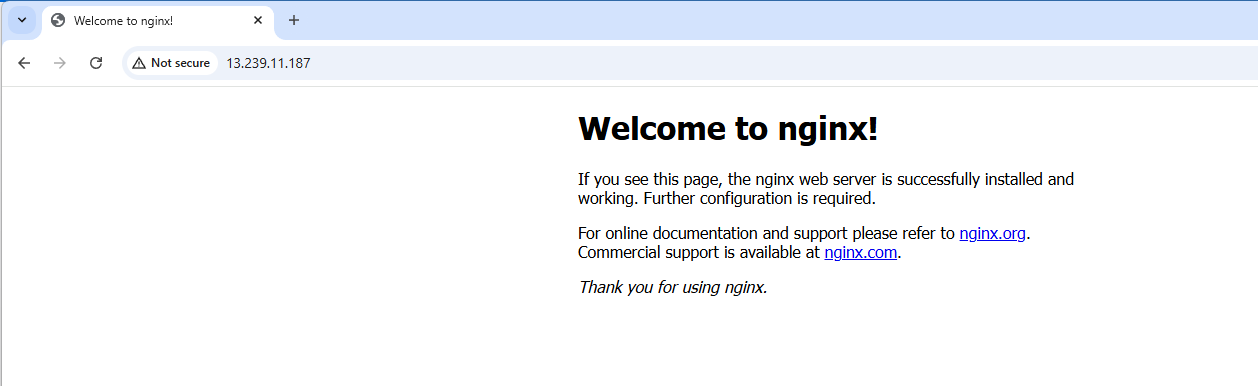 Welcome to nginx!
Not secure
13.239.11.187
Welcome to nginx!
If you see this page, the nginx web server is successfully installed and
working. Further configuration is required.
For online documentation and support please refer to nginx.org.
Commercial support is available at nginx.com.
Thank you for using nginx.